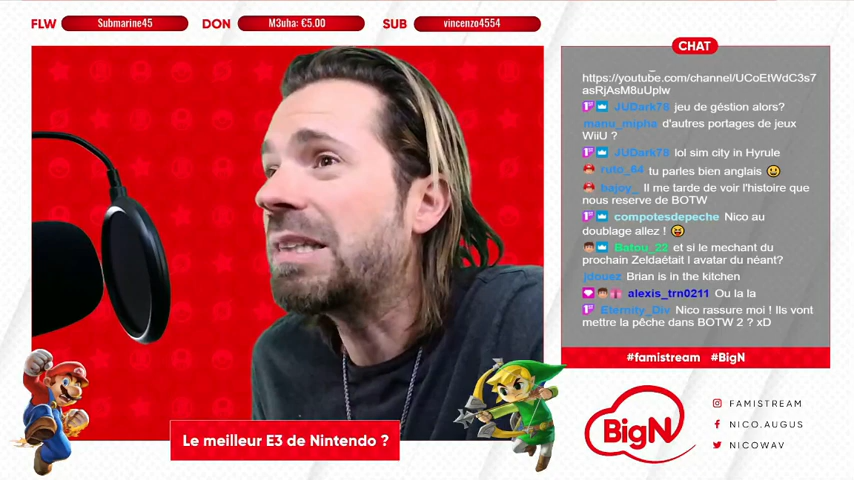 FLW Submarine45 DON M3uha: €5.00 SUB vincenzo4554
CHAT
https://youtube.com/channel/UCoEtWdC3s7
asRjAsM8uUplw
JUDark78 jeu de géstion alors?
manu_mipha d'autres portages de jeux
WiiU ?
JUDark78 lol sim city in Hyrule
ruto_64 tu parles bien anglais
bajoy_ Il me tarde de voir l'histoire que
nous reserve de BOTW
compotesdepeche Nico au
doublage allez !
Batou_22 et si le mechant du
prochain Zeldaétait l avatar du néant?
jdousz Brian is in the kitchen
alexis_trn0211 Ou la la
Eternity_Div Nico rassure moi ! Ils vont
mettre la pêche dans BOTW 2 ? xD
#famistream #BigN
Le meilleur E3 de Nintendo ?
BigN
FAMISTREAM
NICO.AUGUS
NICOWAV